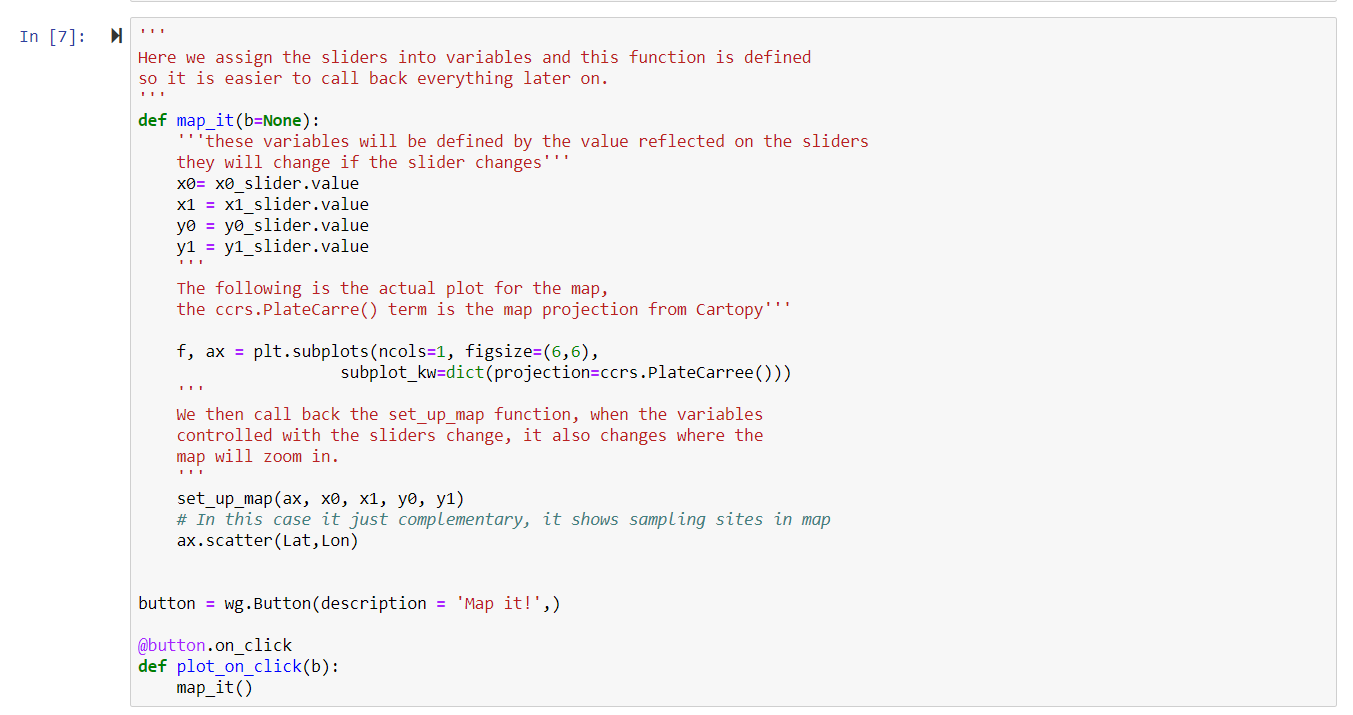 In [7]:
'''
Here we assign the sliders into variables and this function is defined
so it is easier to call back everything later on.
'''
def map_it(b=None):
    '''these variables will be defined by the value reflected on the sliders
    they will change if the slider changes'''
    x0= x0_slider.value
    x1 = x1_slider.value
    y0 = y0_slider.value
    y1 = y1_slider.value
    '''
    The following is the actual plot for the map,
    the ccrs.PlateCarre() term is the map projection from Cartopy'''

    f, ax = plt.subplots(ncols=1, figsize=(6,6),
                     subplot_kw=dict(projection=ccrs.PlateCarree()))
    '''
    We then call back the set_up_map function, when the variables
    controlled with the sliders change, it also changes where the
    map will zoom in.
    '''
    set_up_map(ax, x0, x1, y0, y1)
    # In this case it just complementary, it shows sampling sites in map
    ax.scatter(Lat,Lon)


button = wg.Button(description = 'Map it!',)

@button.on_click
def plot_on_click(b):
    map_it()